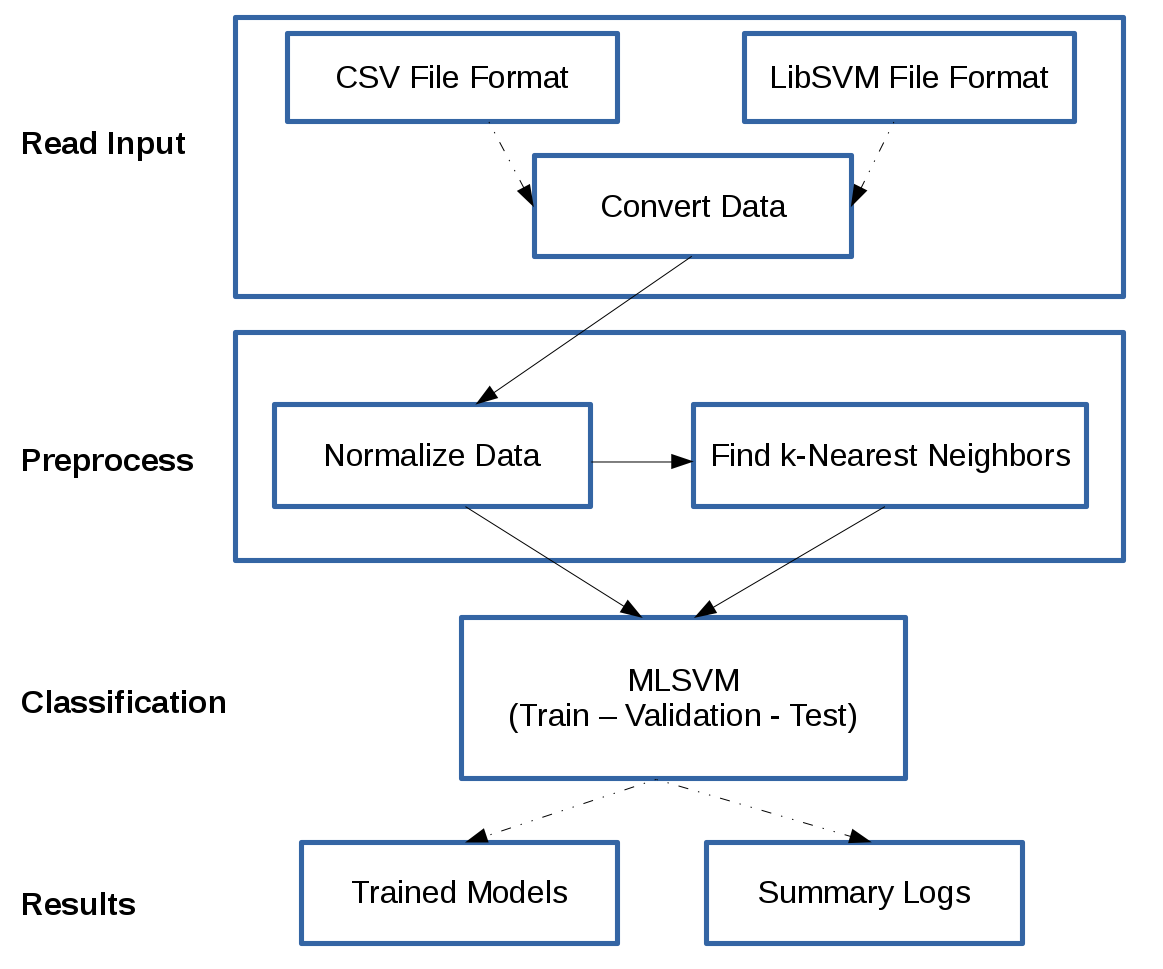 CSV File Format
LibSVM File Format
Read Input
Convert Data
Preprocess
Normalize Data
Find k-Nearest Neighbors
Classification
MLSVM
(Train – Validation - Test)
Results
Trained Models
Summary Logs